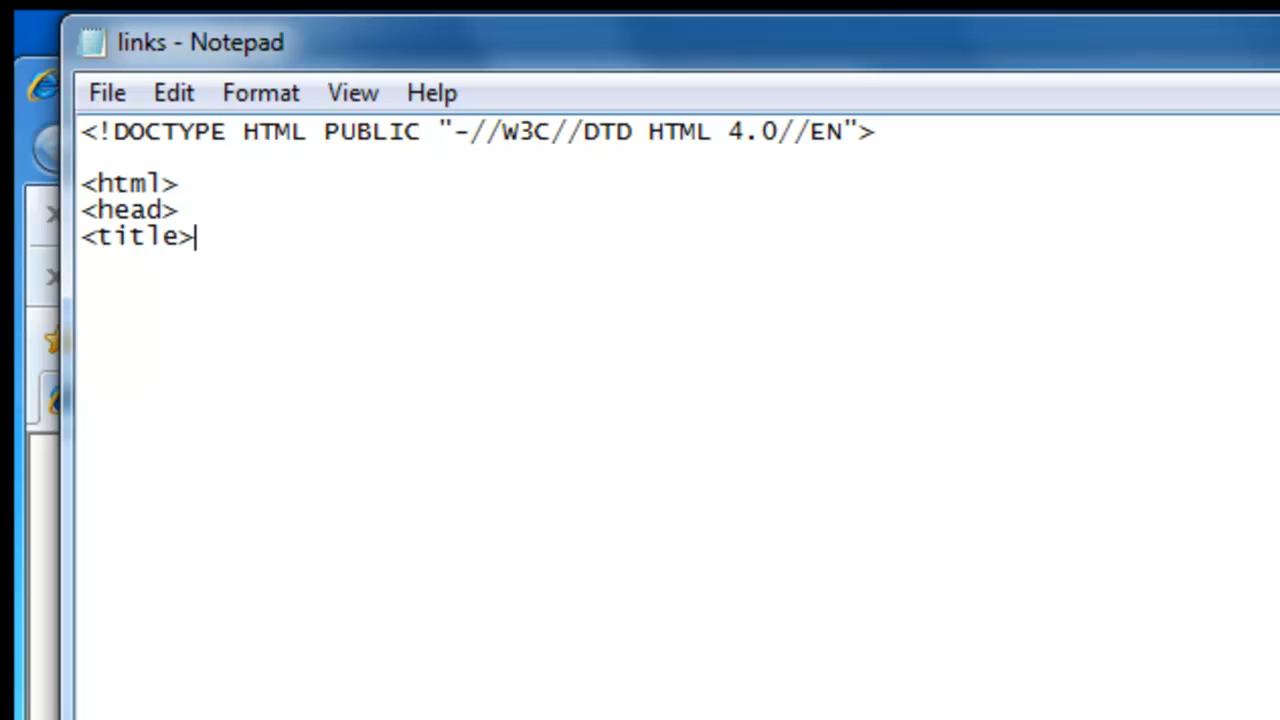 links - Notepad
File Edit Format View Help
<!DOCTYPE HTML PUBLIC "-//W3C//DTD HTML 4.0//EN">
<html>
<head>
<title>